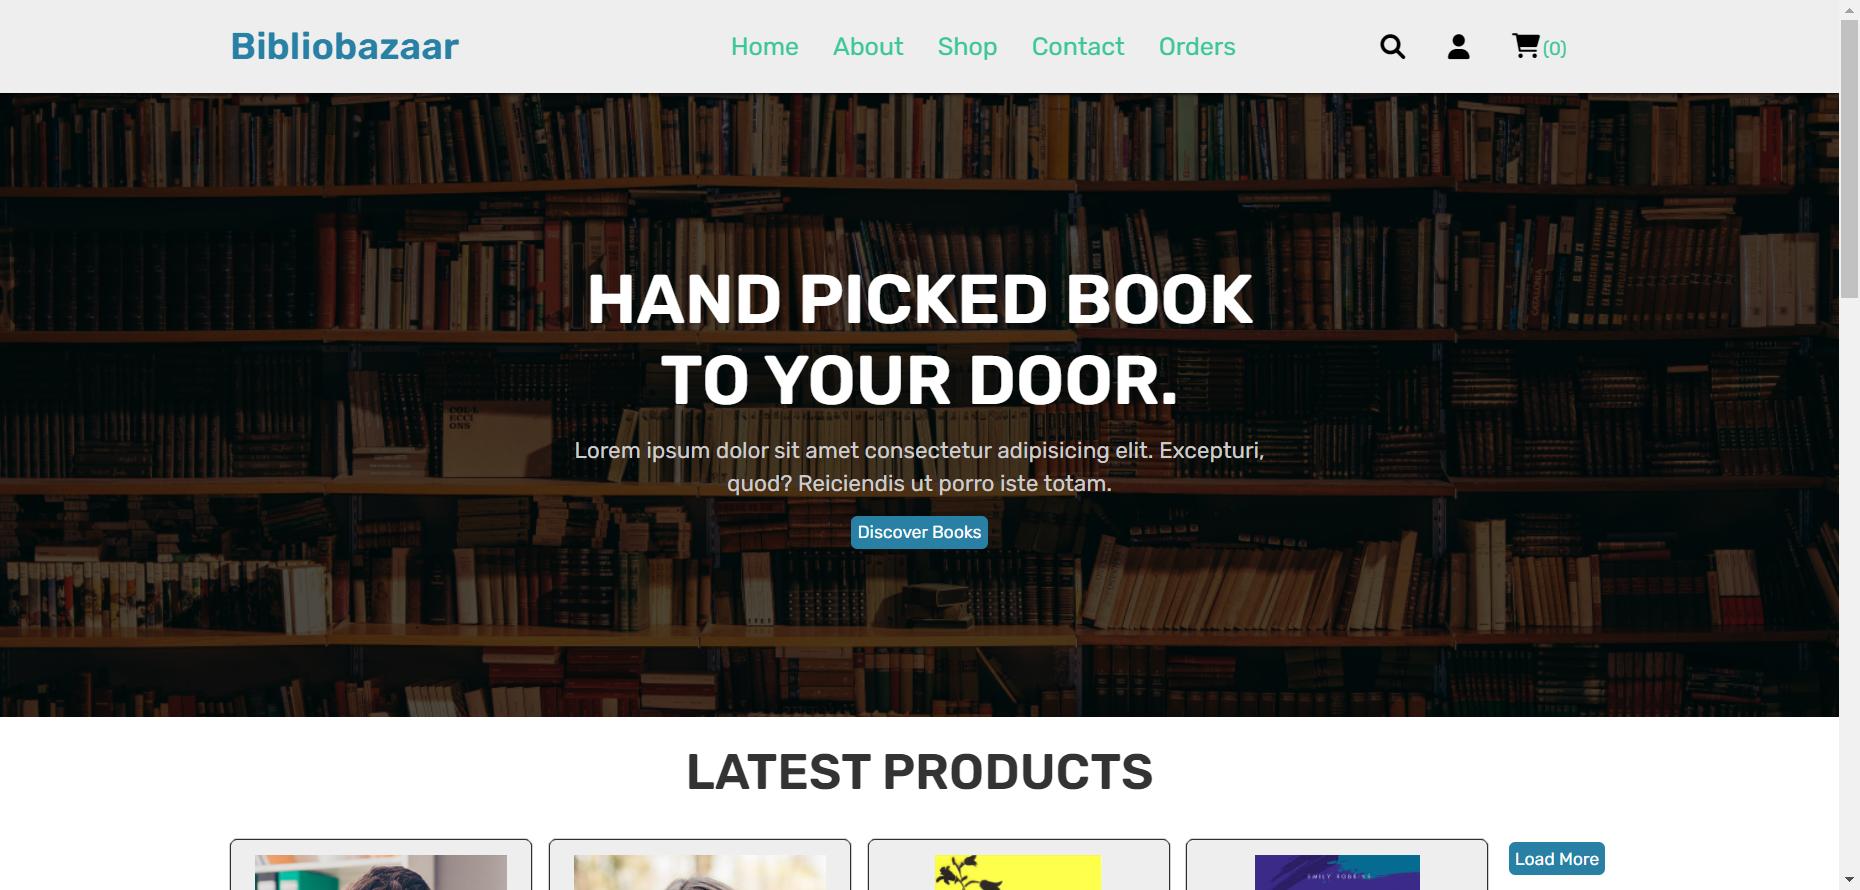 Bibliobazaar
Home About Shop Contact Orders
(0)
HAND PICKED BOOK
TO YOUR DOOR.
Lorem ipsum dolor sit amet consectetur adipisicing elit. Excepturi,
quod? Reiciendis ut porro iste totam.
Discover Books
LATEST PRODUCTS
Load More